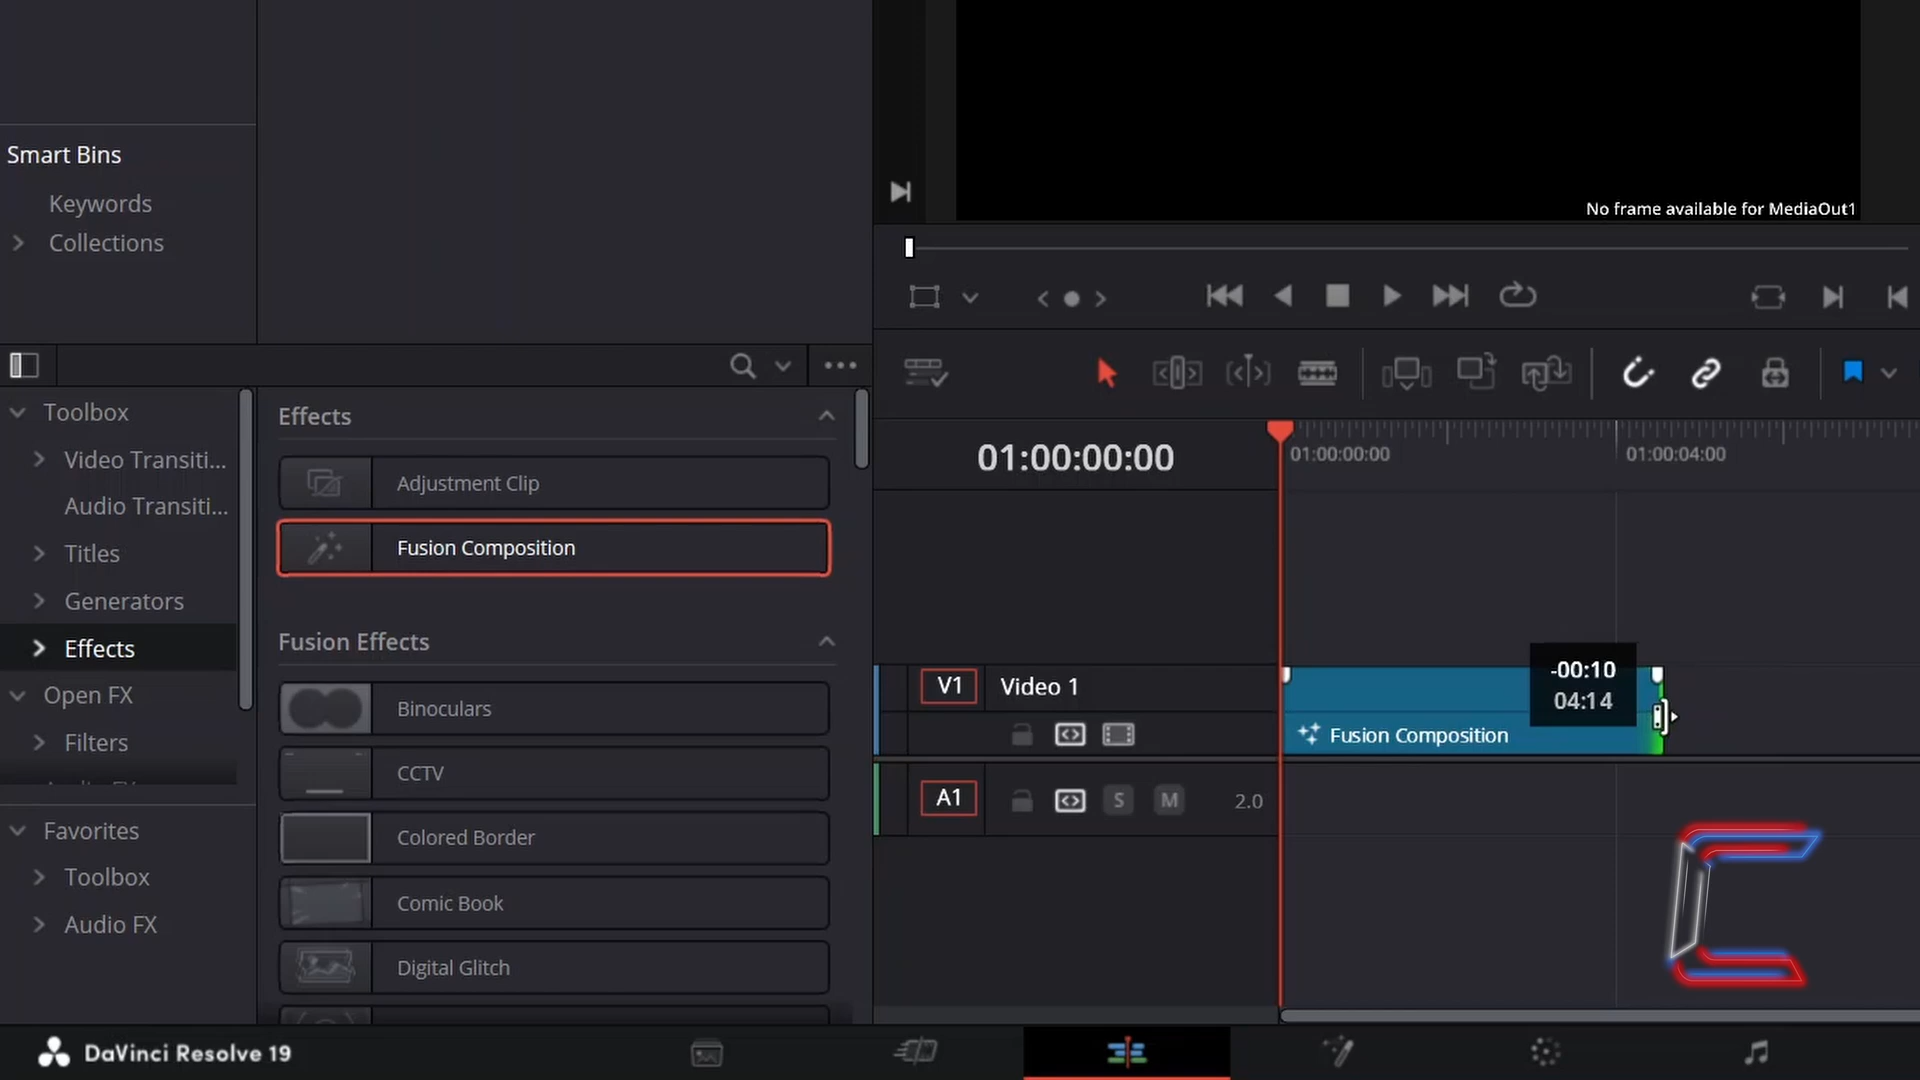 Smart Bins
Keywords
Collections
No frame available for MediaOut1
Toolbox
Video Transiti...
Audio Transiti...
Titles
Generators
Effects
Open FX
Filters
Favorites
Toolbox
Audio FX
Effects
Adjustment Clip
Fusion Composition
Fusion Effects
Binoculars
CCTV
Colored Border
Comic Book
Digital Glitch
01:00:00:00
01:00:00:00
01:00:04:00
V1
Video 1
-00:10
04:14
Fusion Composition
A1
S
M
2.0
DaVinci Resolve 19